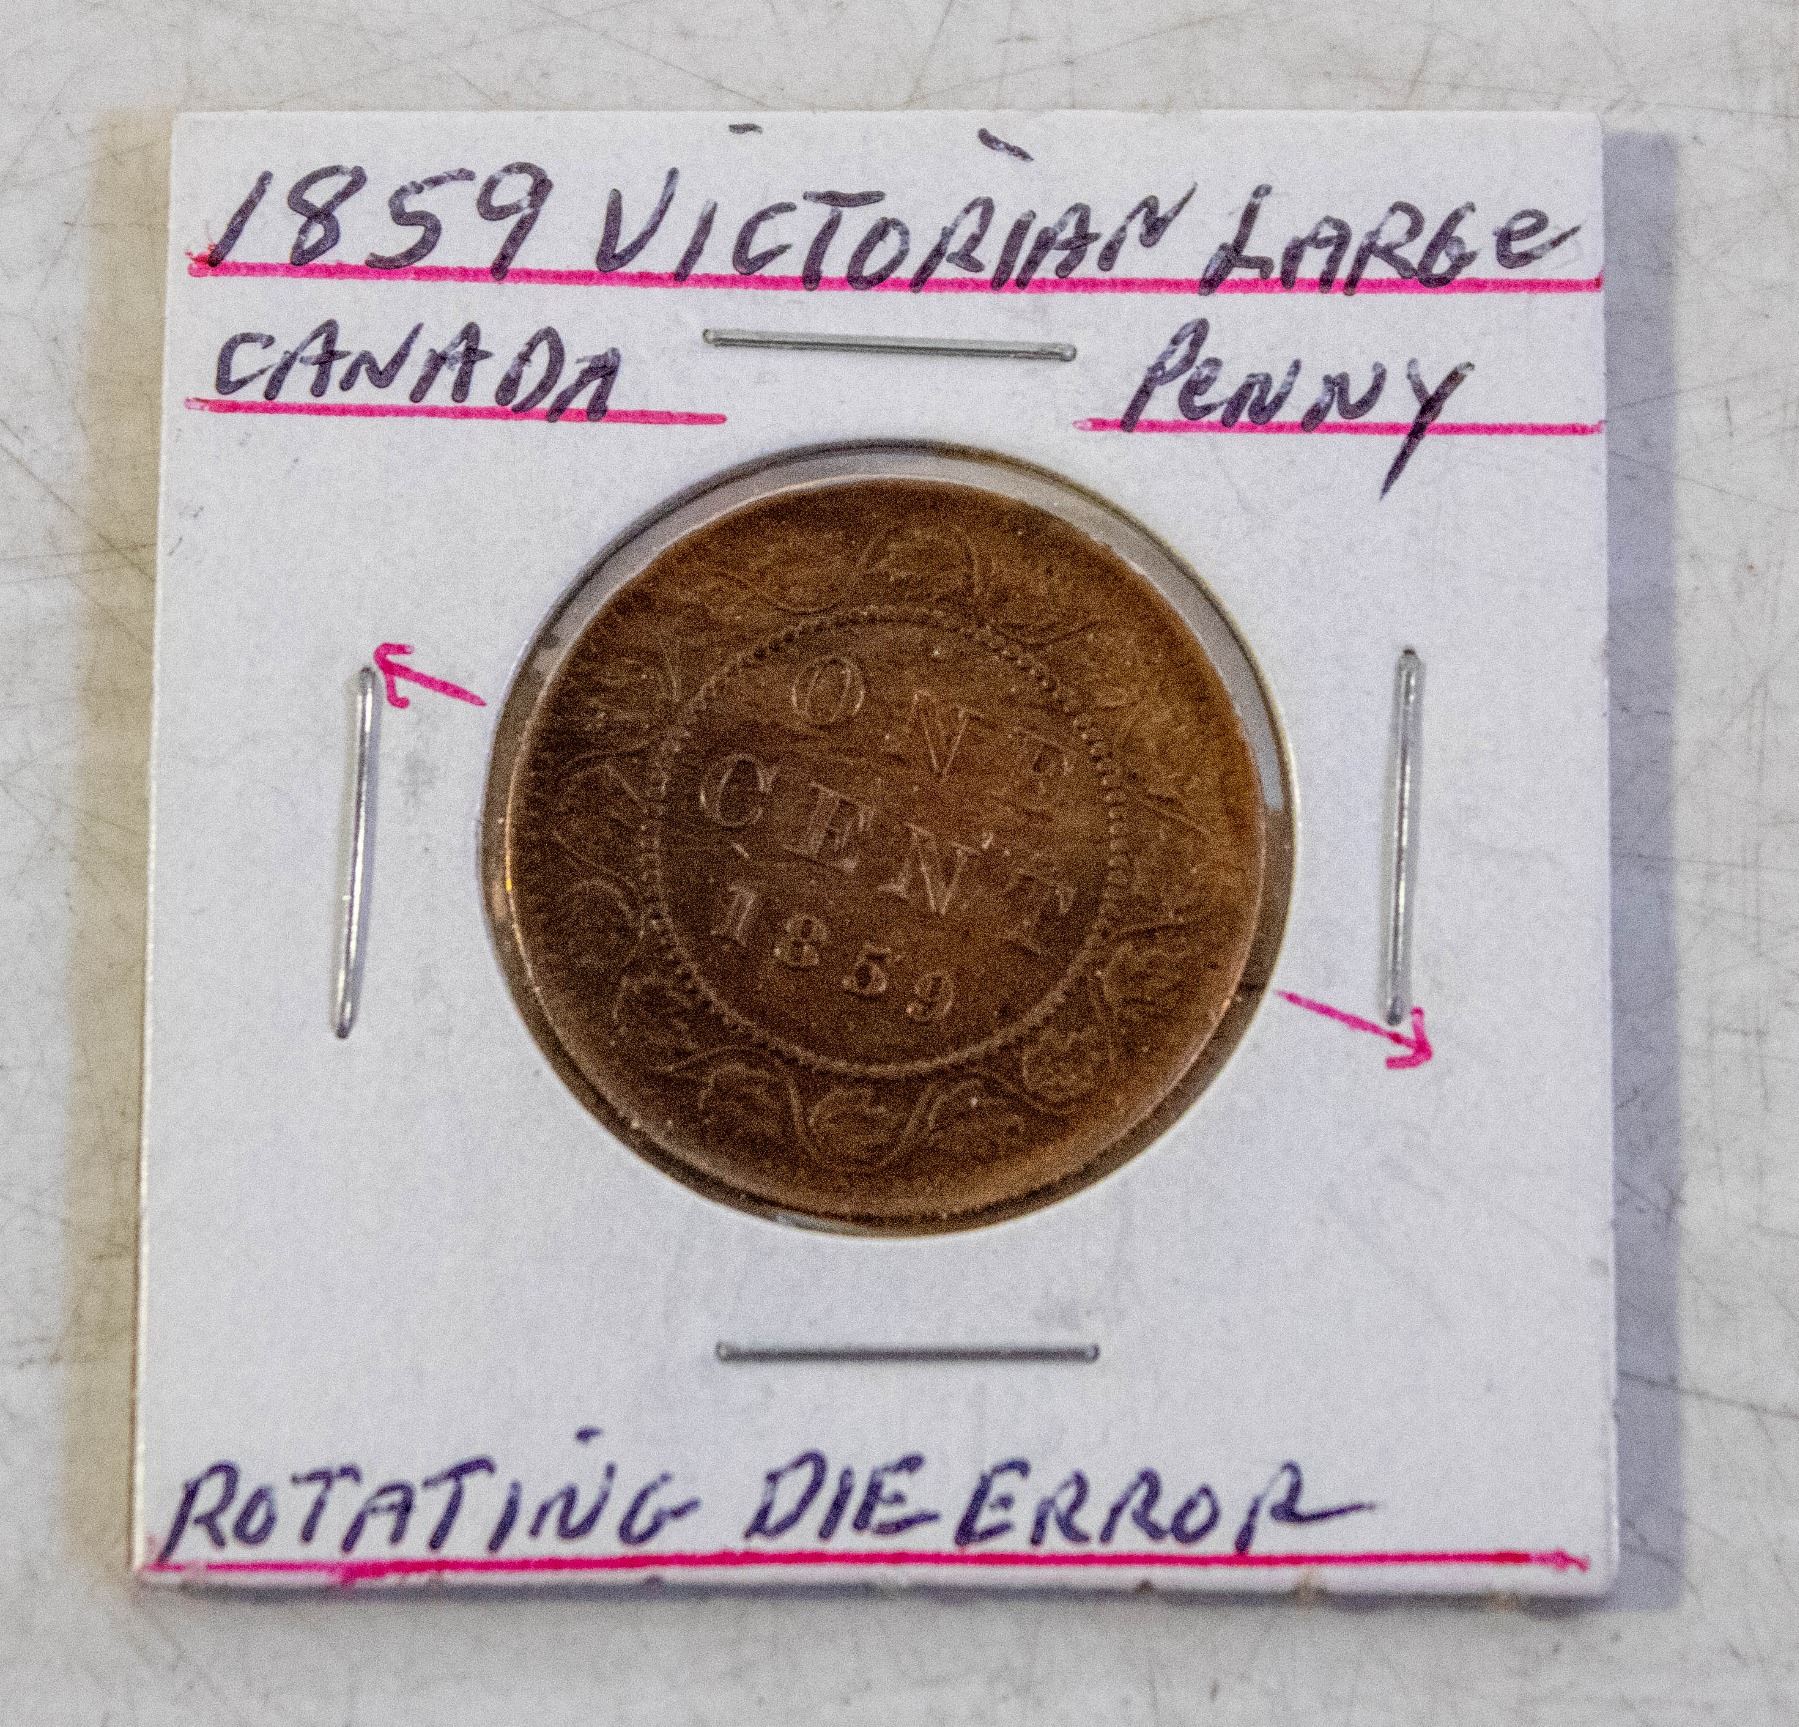 1859 VICTORIAN LARGe
CANADA PeNNY
ONE
CENT
1859
ROTATING DIE ERROR